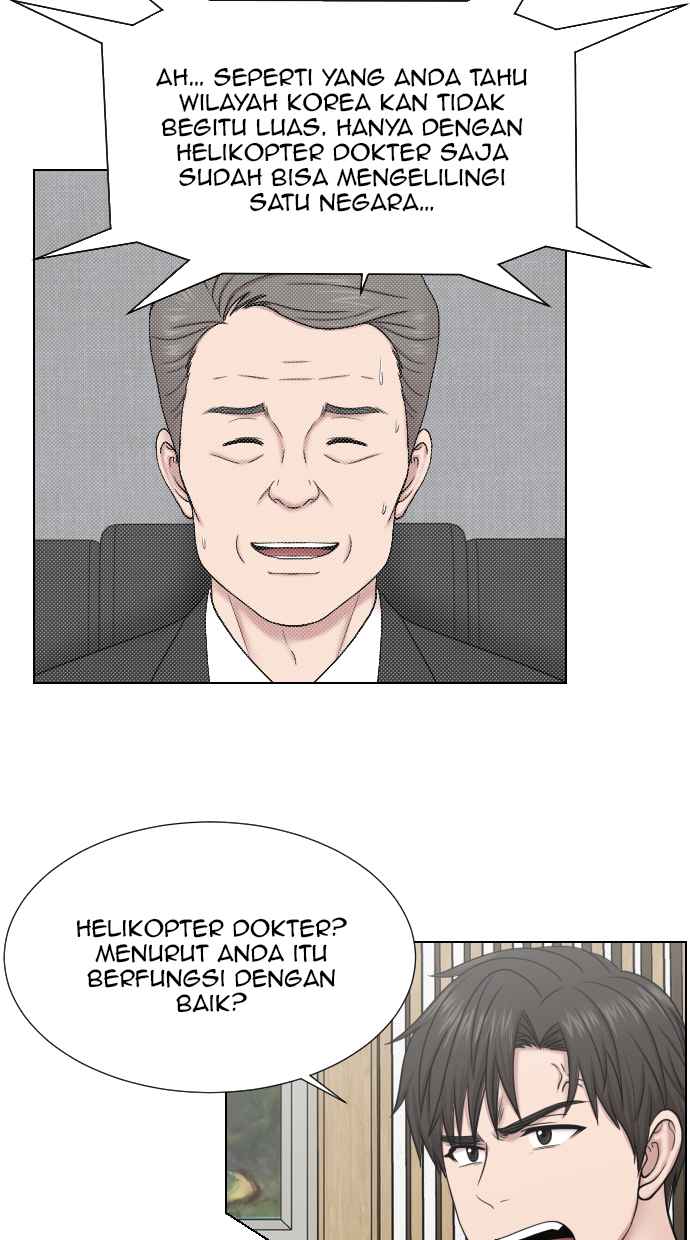 AH... SEPERTI YANG ANDA TAHU
WILAYAH KOREA KAN TIDAK
BEGITU LUAS. HANYA DENGAN
HELIKOPTER DOKTER SAJA
SUDAH BISA MENGELILINGI
SATU NEGARA...
HELIKOPTER DOKTER?
MENURUT ANDA ITU
BERFUNGSI DENGAN
BAIK?